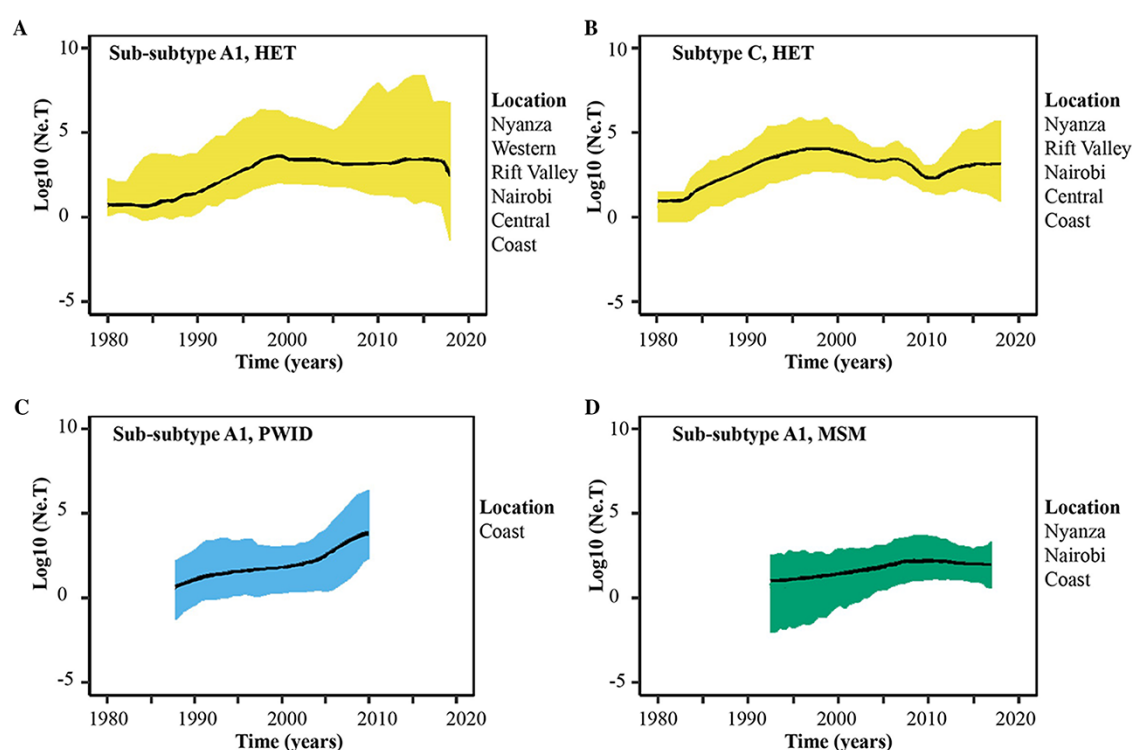 A
Sub-subtype A1, HET
Log10 (Ne.T)
10
5
0
-5
1980 1990 2000 2010 2020
Time (years)
Location
Nyanza
Western
Rift Valley
Nairobi
Central
Coast
B
Subtype C, HET
Log10 (Ne.T)
10
5
0
-5
1980 1990 2000 2010 2020
Time (years)
Location
Nyanza
Rift Valley
Nairobi
Central
Coast
C
Sub-subtype A1, PWID
Log10 (Ne.T)
10
5
0
-5
1980 1990 2000 2010 2020
Time (years)
Location
Coast
D
Sub-subtype A1, MSM
Log10 (Ne.T)
10
5
0
-5
1980 1990 2000 2010 2020
Time (years)
Location
Nyanza
Nairobi
Coast